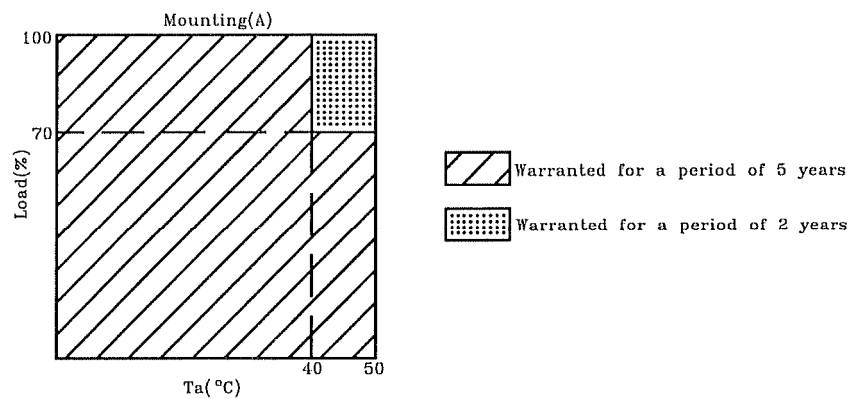 Mounting(A)
100
70
Load(%)
40 50
Ta(°C)
Warranted for a period of 5 years
Warranted for a period of 2 years